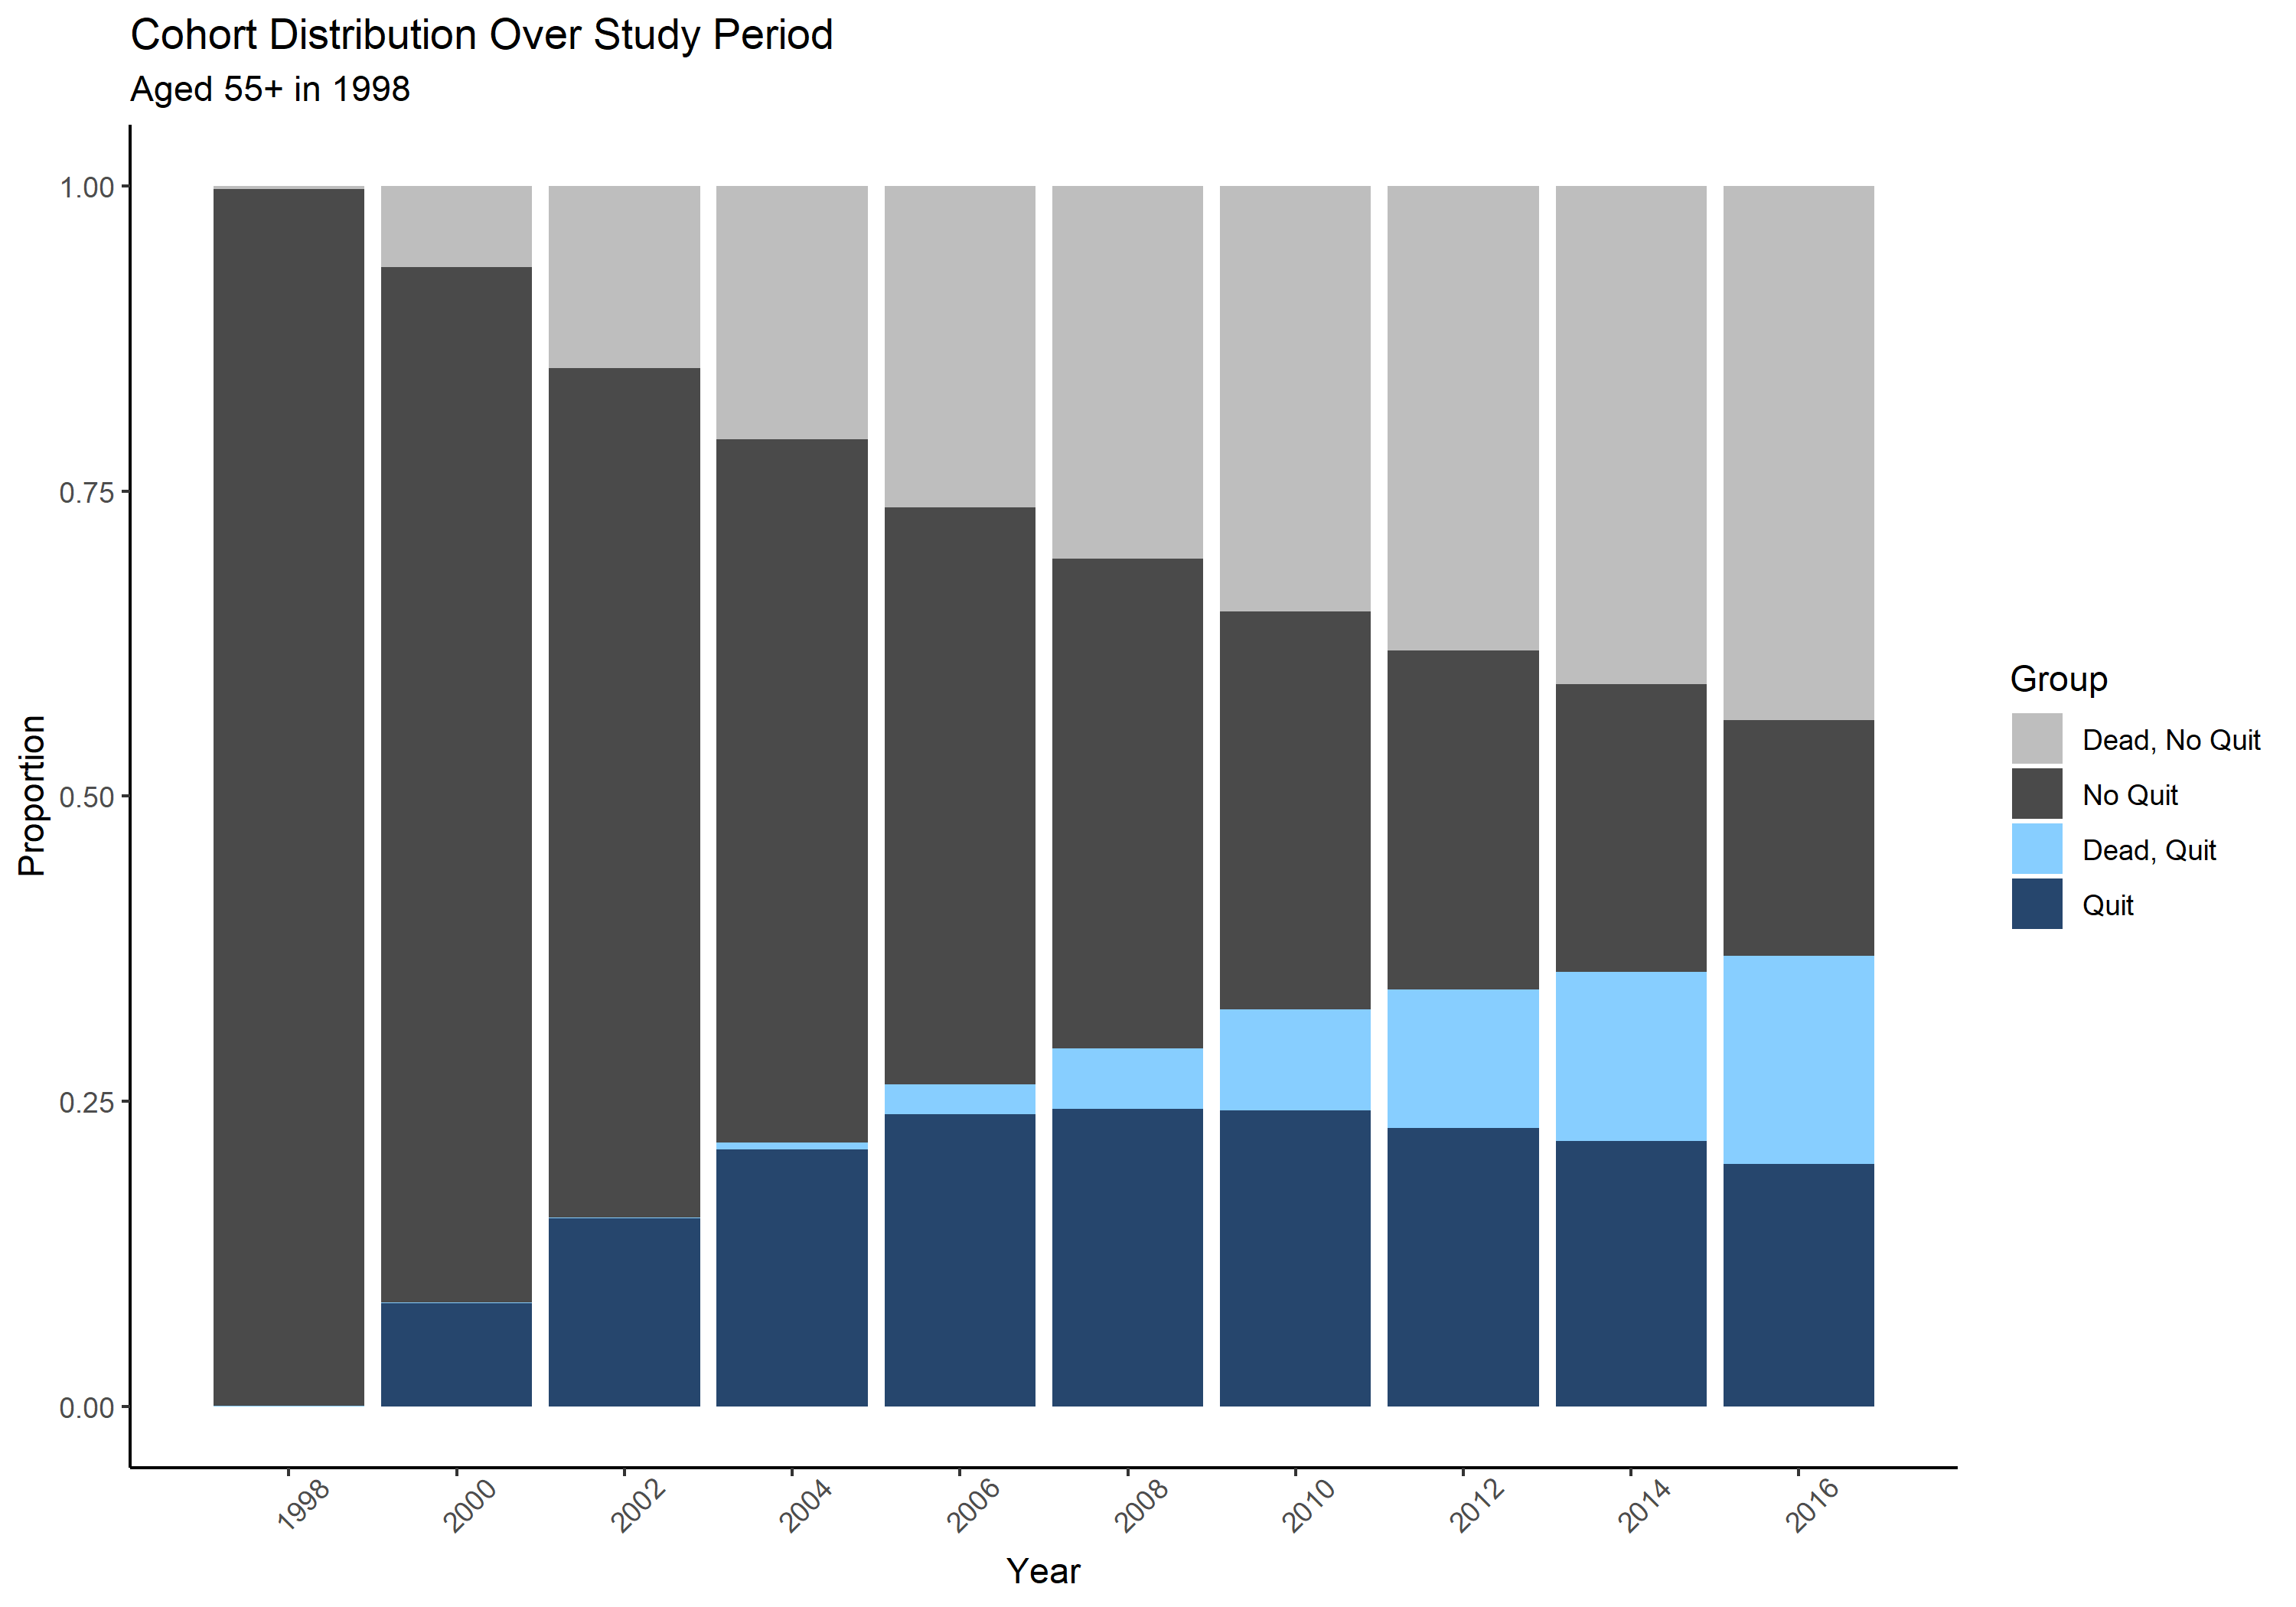 Cohort Distribution Over Study Period
Aged 55+ in 1998
1.00
0.75
0.50
0.25
0.00
Proportion
1998
2000
2002
2004
2006
2008
2010
2012
2014
2016
Year
Group
Dead, No Quit
No Quit
Dead, Quit
Quit